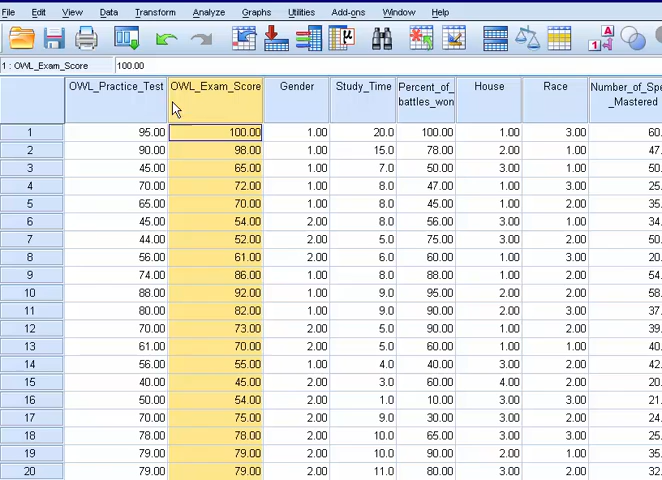 File Edit View Data Transform Analyze Graphs Utilities Add-ons Window Help
1 : OWL_Exam_Score 100.00
OWL_Practice_Test OWL_Exam_Score Gender Study_Time Percent_of_ House Race Number_of_Spe
battles_won _Mastered
1 95.00 100.00 1.00 20.0 100.00 1.00 3.00 60.
2 90.00 98.00 1.00 15.0 78.00 2.00 1.00 47.
3 45.00 65.00 1.00 7.0 50.00 3.00 1.00 50.
4 70.00 72.00 1.00 8.0 47.00 1.00 3.00 25.
5 65.00 70.00 1.00 8.0 45.00 1.00 2.00 35.
6 45.00 54.00 2.00 8.0 56.00 3.00 1.00 34.
7 44.00 52.00 2.00 5.0 75.00 3.00 2.00 50.
8 56.00 61.00 2.00 6.0 60.00 1.00 3.00 20.
9 74.00 86.00 1.00 8.0 88.00 1.00 2.00 54.
10 88.00 92.00 1.00 9.0 95.00 2.00 2.00 58.
11 80.00 82.00 1.00 9.0 90.00 2.00 3.00 37.
12 70.00 73.00 2.00 5.0 90.00 1.00 1.00 39.
13 61.00 70.00 2.00 5.0 60.00 1.00 1.00 40.
14 56.00 55.00 1.00 4.0 40.00 3.00 2.00 22.
15 40.00 45.00 2.00 3.0 60.00 4.00 2.00 20.
16 50.00 54.00 2.00 1.0 10.00 3.00 3.00 21.
17 70.00 75.00 2.00 9.0 30.00 3.00 2.00 24.
18 78.00 78.00 2.00 10.0 65.00 3.00 3.00 25.
19 79.00 79.00 2.00 10.0 90.00 2.00 1.00 35.
20 79.00 79.00 2.00 11.0 80.00 3.00 2.00 32.